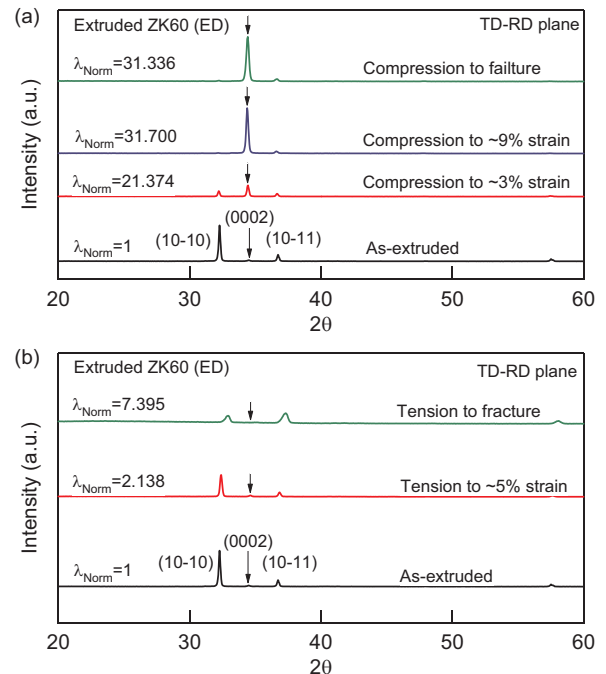 (a)
Extruded ZK60 (ED)
TD-RD plane
λNorm=31.336
Compression to failture
λNorm=31.700
Compression to ~9% strain
λNorm=21.374
Compression to ~3% strain
(0002)
(10-10)
(10-11)
λNorm=1
As-extruded
Intensity (a.u.)
20 30 40 50 60
2θ
(b)
Extruded ZK60 (ED)
TD-RD plane
λNorm=7.395
Tension to fracture
λNorm=2.138
Tension to ~5% strain
(0002)
(10-10)
(10-11)
λNorm=1
As-extruded
Intensity (a.u.)
20 30 40 50 60
2θ